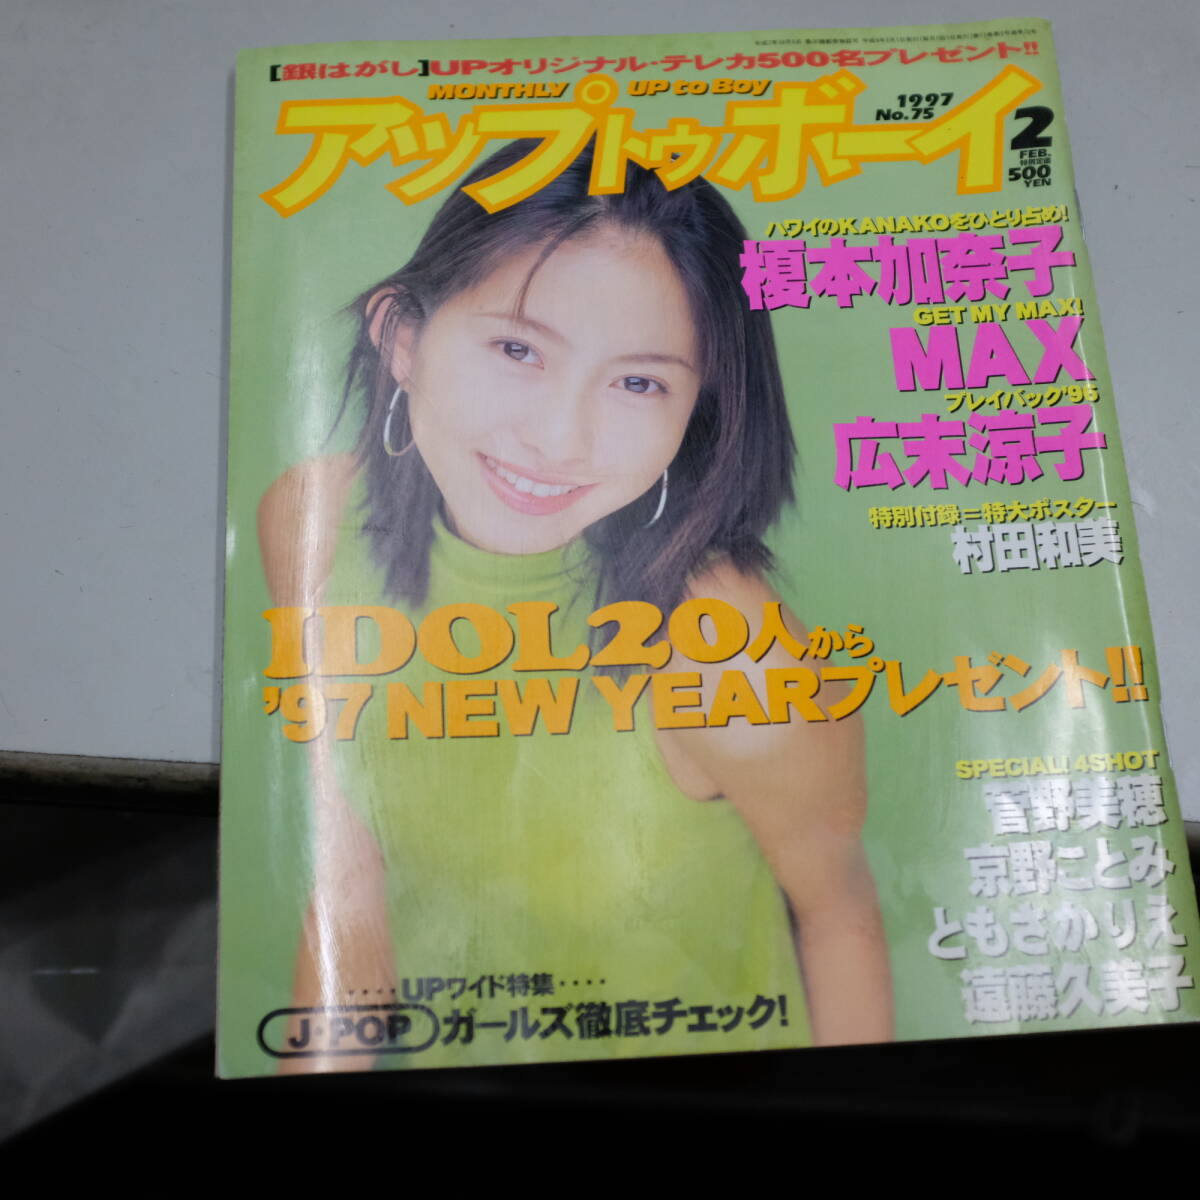 [銀はがし]UPオリジナル・テレカ500名プレゼント!!
MONTHLY UP to Boy
アップトゥボーイ
1997
No.75
2
FEB.
特別定価
500
YEN
ハワイのKANAKOをひとり占め!
榎本加奈子
GET MY MAX!
MAX
プレイバック'96
広末涼子
特別付録=特大ポスター
村田和美
IDOL20人から
'97 NEW YEARプレゼント!!
SPECIAL! 4SHOT
菅野美穂
京野ことみ
ともさかりえ
遠藤久美子
····UPワイド特集····
J·POP ガールズ徹底チェック!